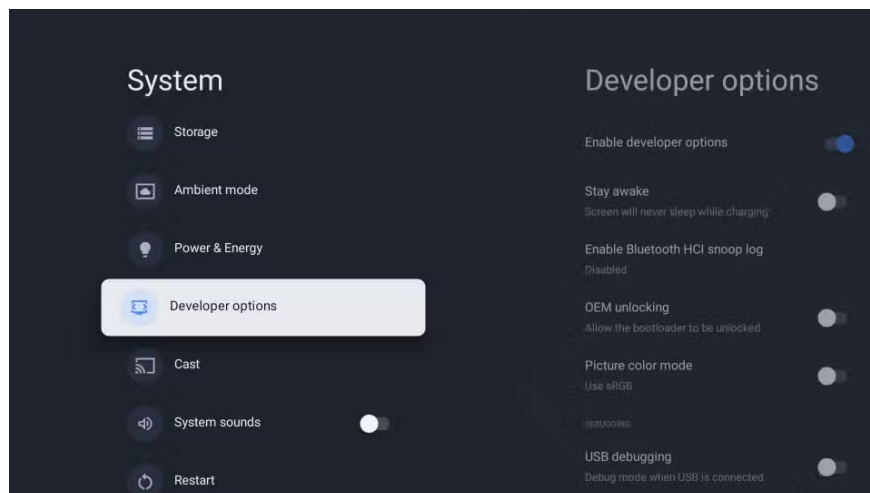 System
Storage
Ambient mode
Power & Energy
Developer options
Cast
System sounds
Restart
Developer options
Enable developer options
Stay awake
Screen will never sleep while charging
Enable Bluetooth HCI snoop log
Disabled
OEM unlocking
Allow the bootloader to be unlocked
Picture color mode
Use sRGB
DEBUGGING
USB debugging
Debug mode when USB is connected